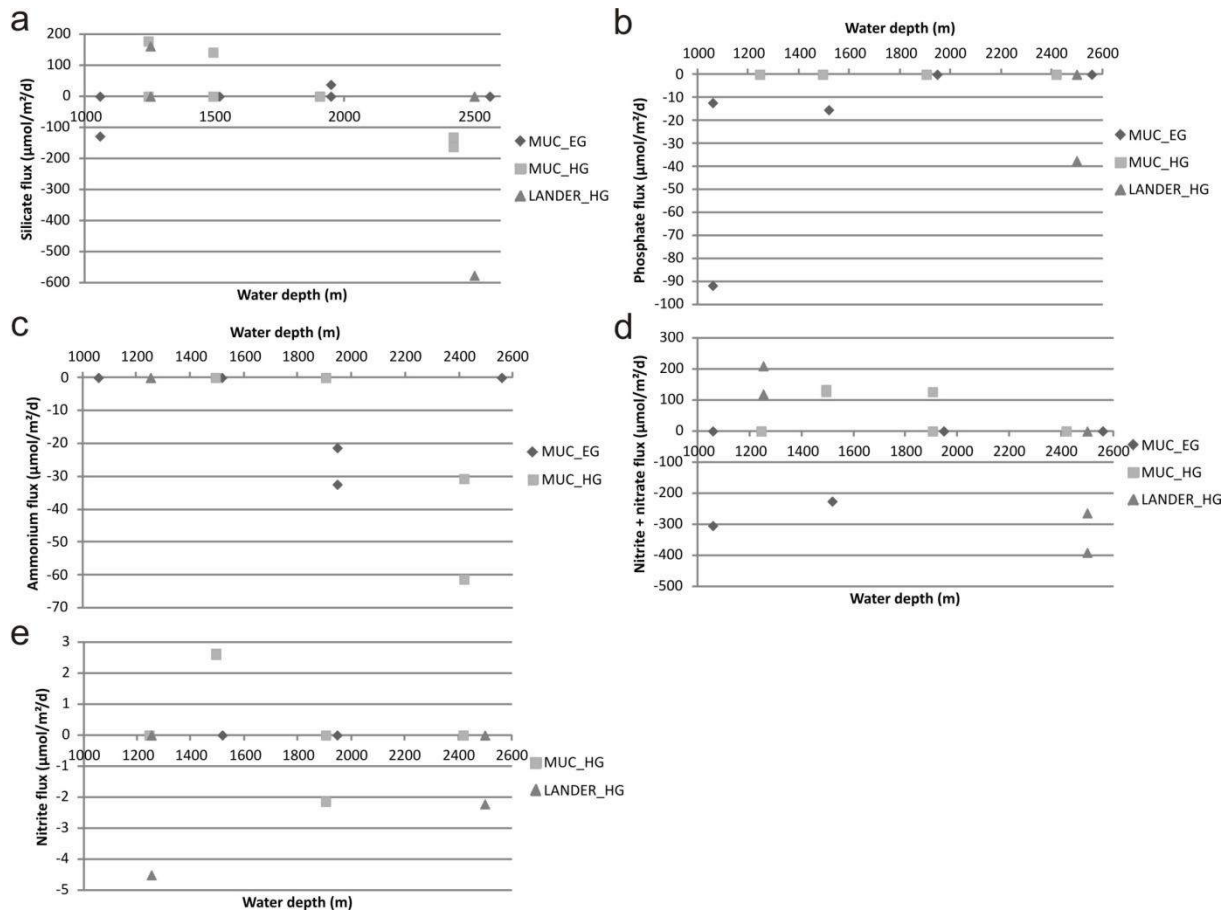 a
200
100
0
-100
-200
-300
-400
-500
-600
1000
1500
2000
2500
Silicate flux (μmol/m²/d)
Water depth (m)
MUC_EG
MUC_HG
LANDER_HG
b
Water depth (m)
1000 1200 1400 1600 1800 2000 2200 2400 2600
0
-10
-20
-30
-40
-50
-60
-70
-80
-90
-100
Phosphate flux (μmol/m²/d)
MUC_EG
MUC_HG
LANDER_HG
c
Water depth (m)
1000 1200 1400 1600 1800 2000 2200 2400 2600
0
-10
-20
-30
-40
-50
-60
-70
Ammonium flux (μmol/m²/d)
MUC_EG
MUC_HG
d
300
200
100
0
-100
-200
-300
-400
-500
1000 1200 1400 1600 1800 2000 2200 2400 2600
Nitrite + nitrate flux (μmol/m²/d)
Water depth (m)
MUC_EG
MUC_HG
LANDER_HG
e
3
2
1
0
-1
-2
-3
-4
-5
1000 1200 1400 1600 1800 2000 2200 2400 2600
Nitrite flux (μmol/m²/d)
Water depth (m)
MUC_HG
LANDER_HG